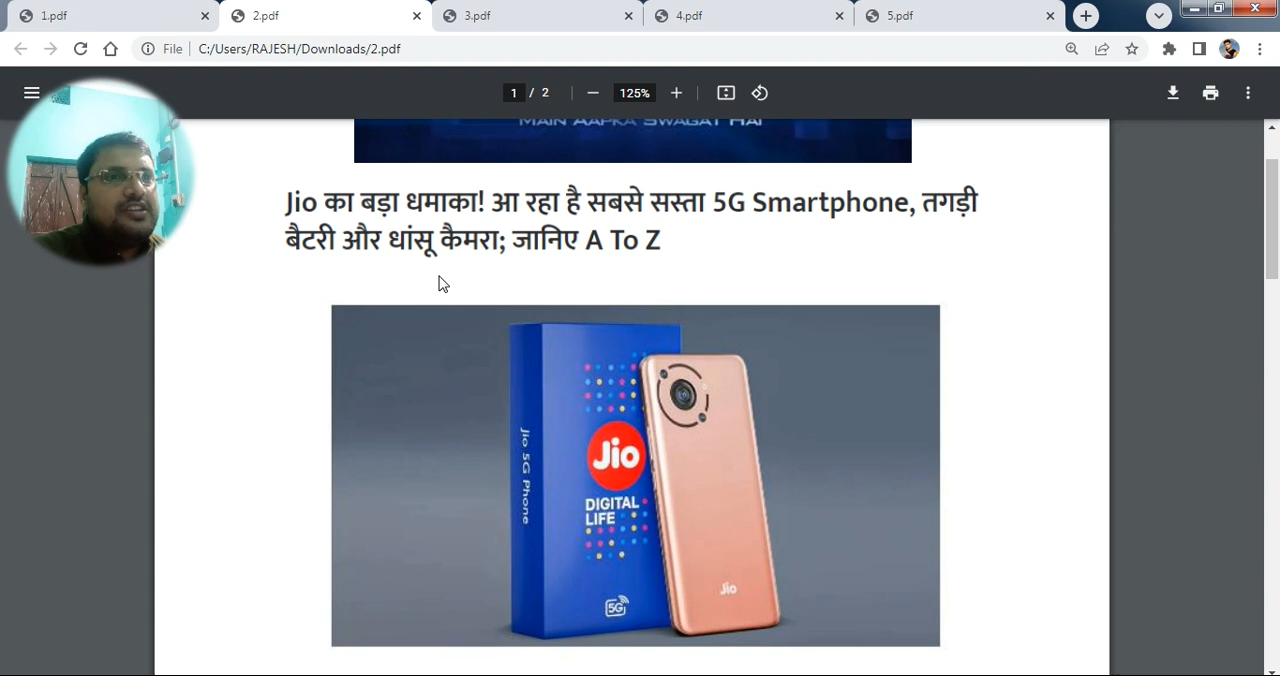 1.pdf
2.pdf
3.pdf
4.pdf
5.pdf
File
C:/Users/RAJESH/Downloads/2.pdf
1 / 2
125%
MAIN AAPKA SWAGAT HAI
Jio का बड़ा धमाका! आ रहा है सबसे सस्ता 5G Smartphone, तगड़ी
बैटरी और धांसू कैमरा; जानिए A To Z
Jio 5G Phone
Jio
DIGITAL
LIFE
5G
Jio